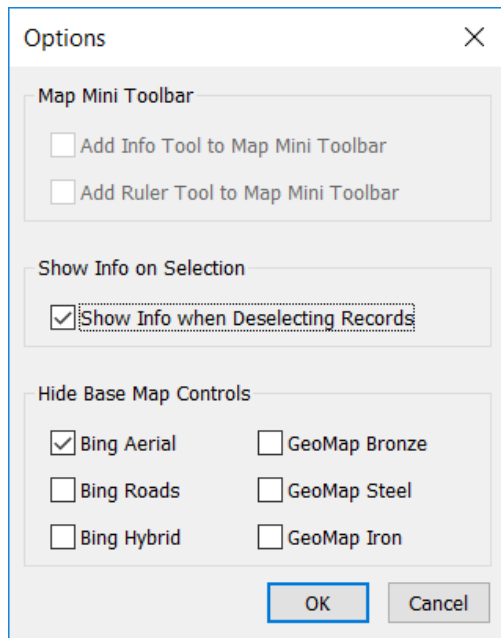 Options
Map Mini Toolbar
Add Info Tool to Map Mini Toolbar
Add Ruler Tool to Map Mini Toolbar
Show Info on Selection
Show Info when Deselecting Records
Hide Base Map Controls
Bing Aerial GeoMap Bronze
Bing Roads GeoMap Steel
Bing Hybrid GeoMap Iron
OK Cancel